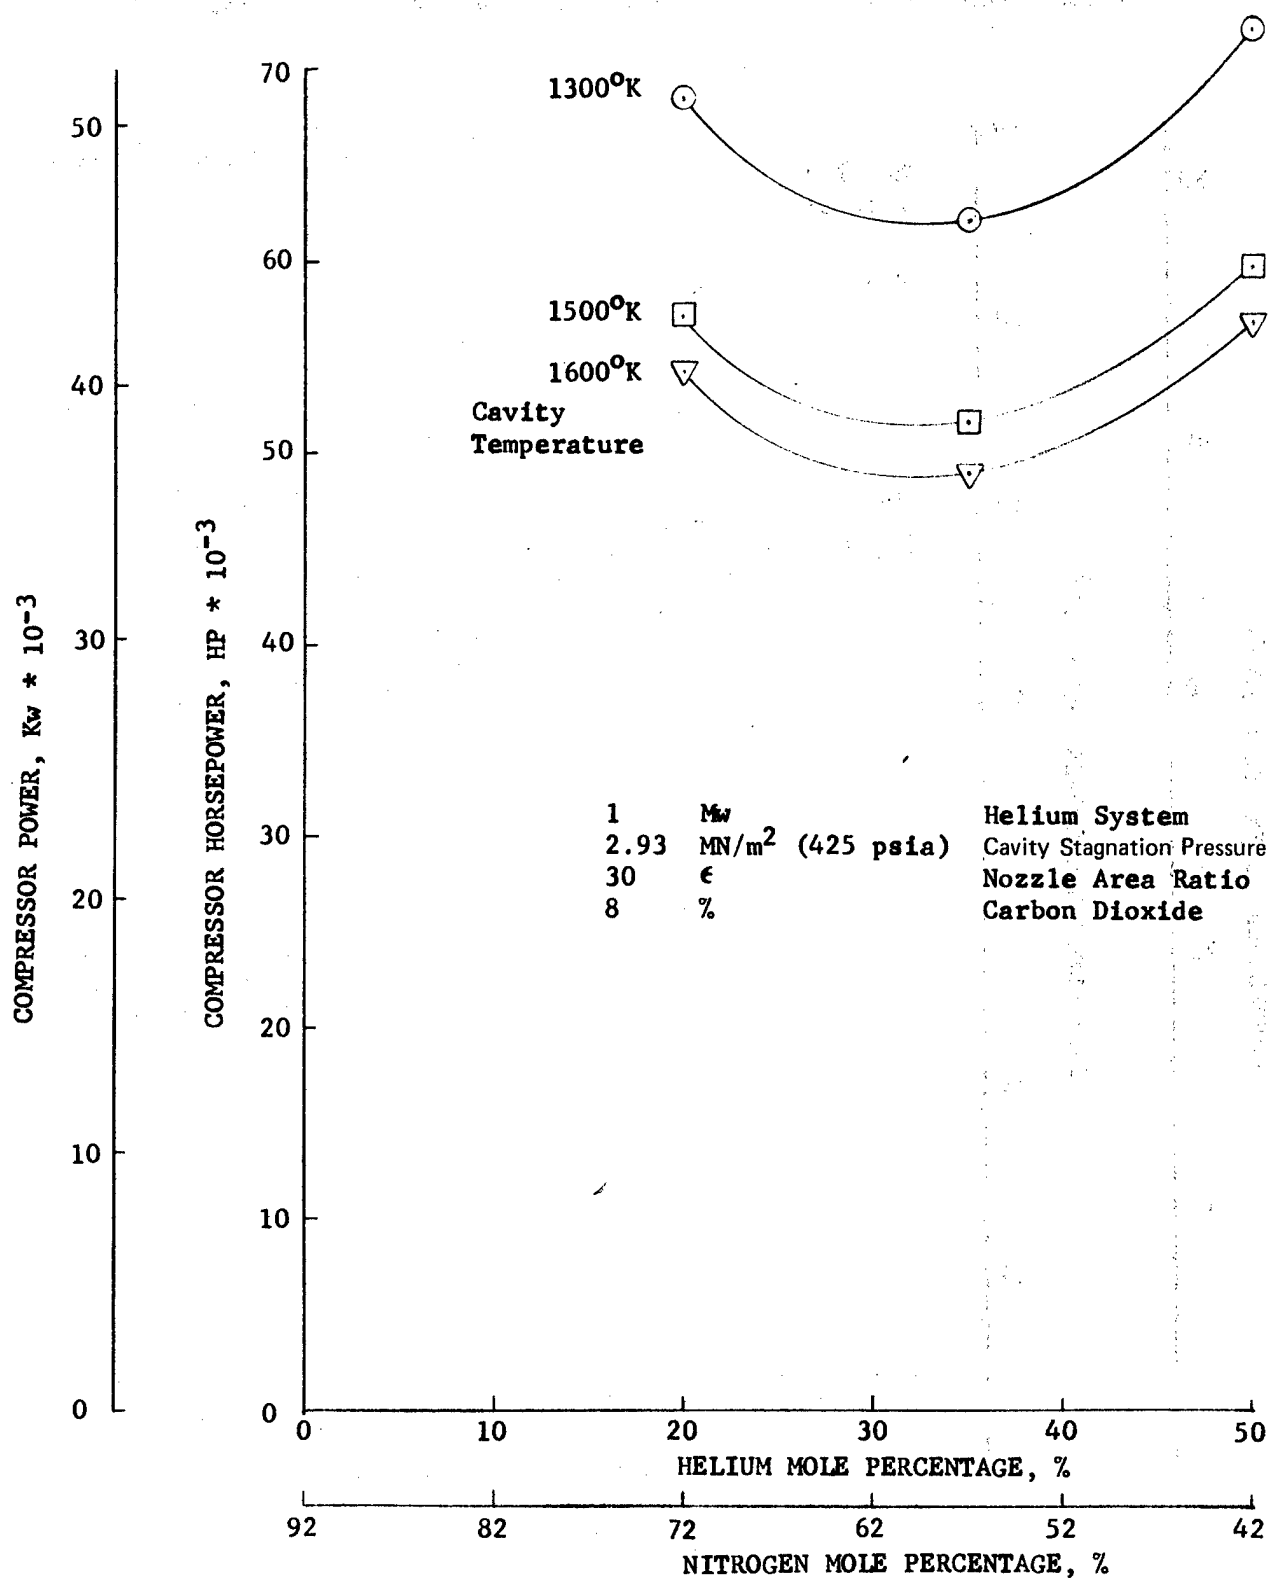 70
1300°K
50
60
1500°K
1600°K
40
Cavity
Temperature
50
COMPRESSOR POWER, Kw * 10-3
COMPRESSOR HORSEPOWER, HP * 10-3
40
30
1 Mw Helium System
30
2.93 MN/m2 (425 psia) Cavity Stagnation Pressure
30 ϵ Nozzle Area Ratio
20
8 % Carbon Dioxide
20
10
10
0
0
0 10 20 30 40 50
HELIUM MOLE PERCENTAGE, %
92 82 72 62 52 42
NITROGEN MOLE PERCENTAGE, %